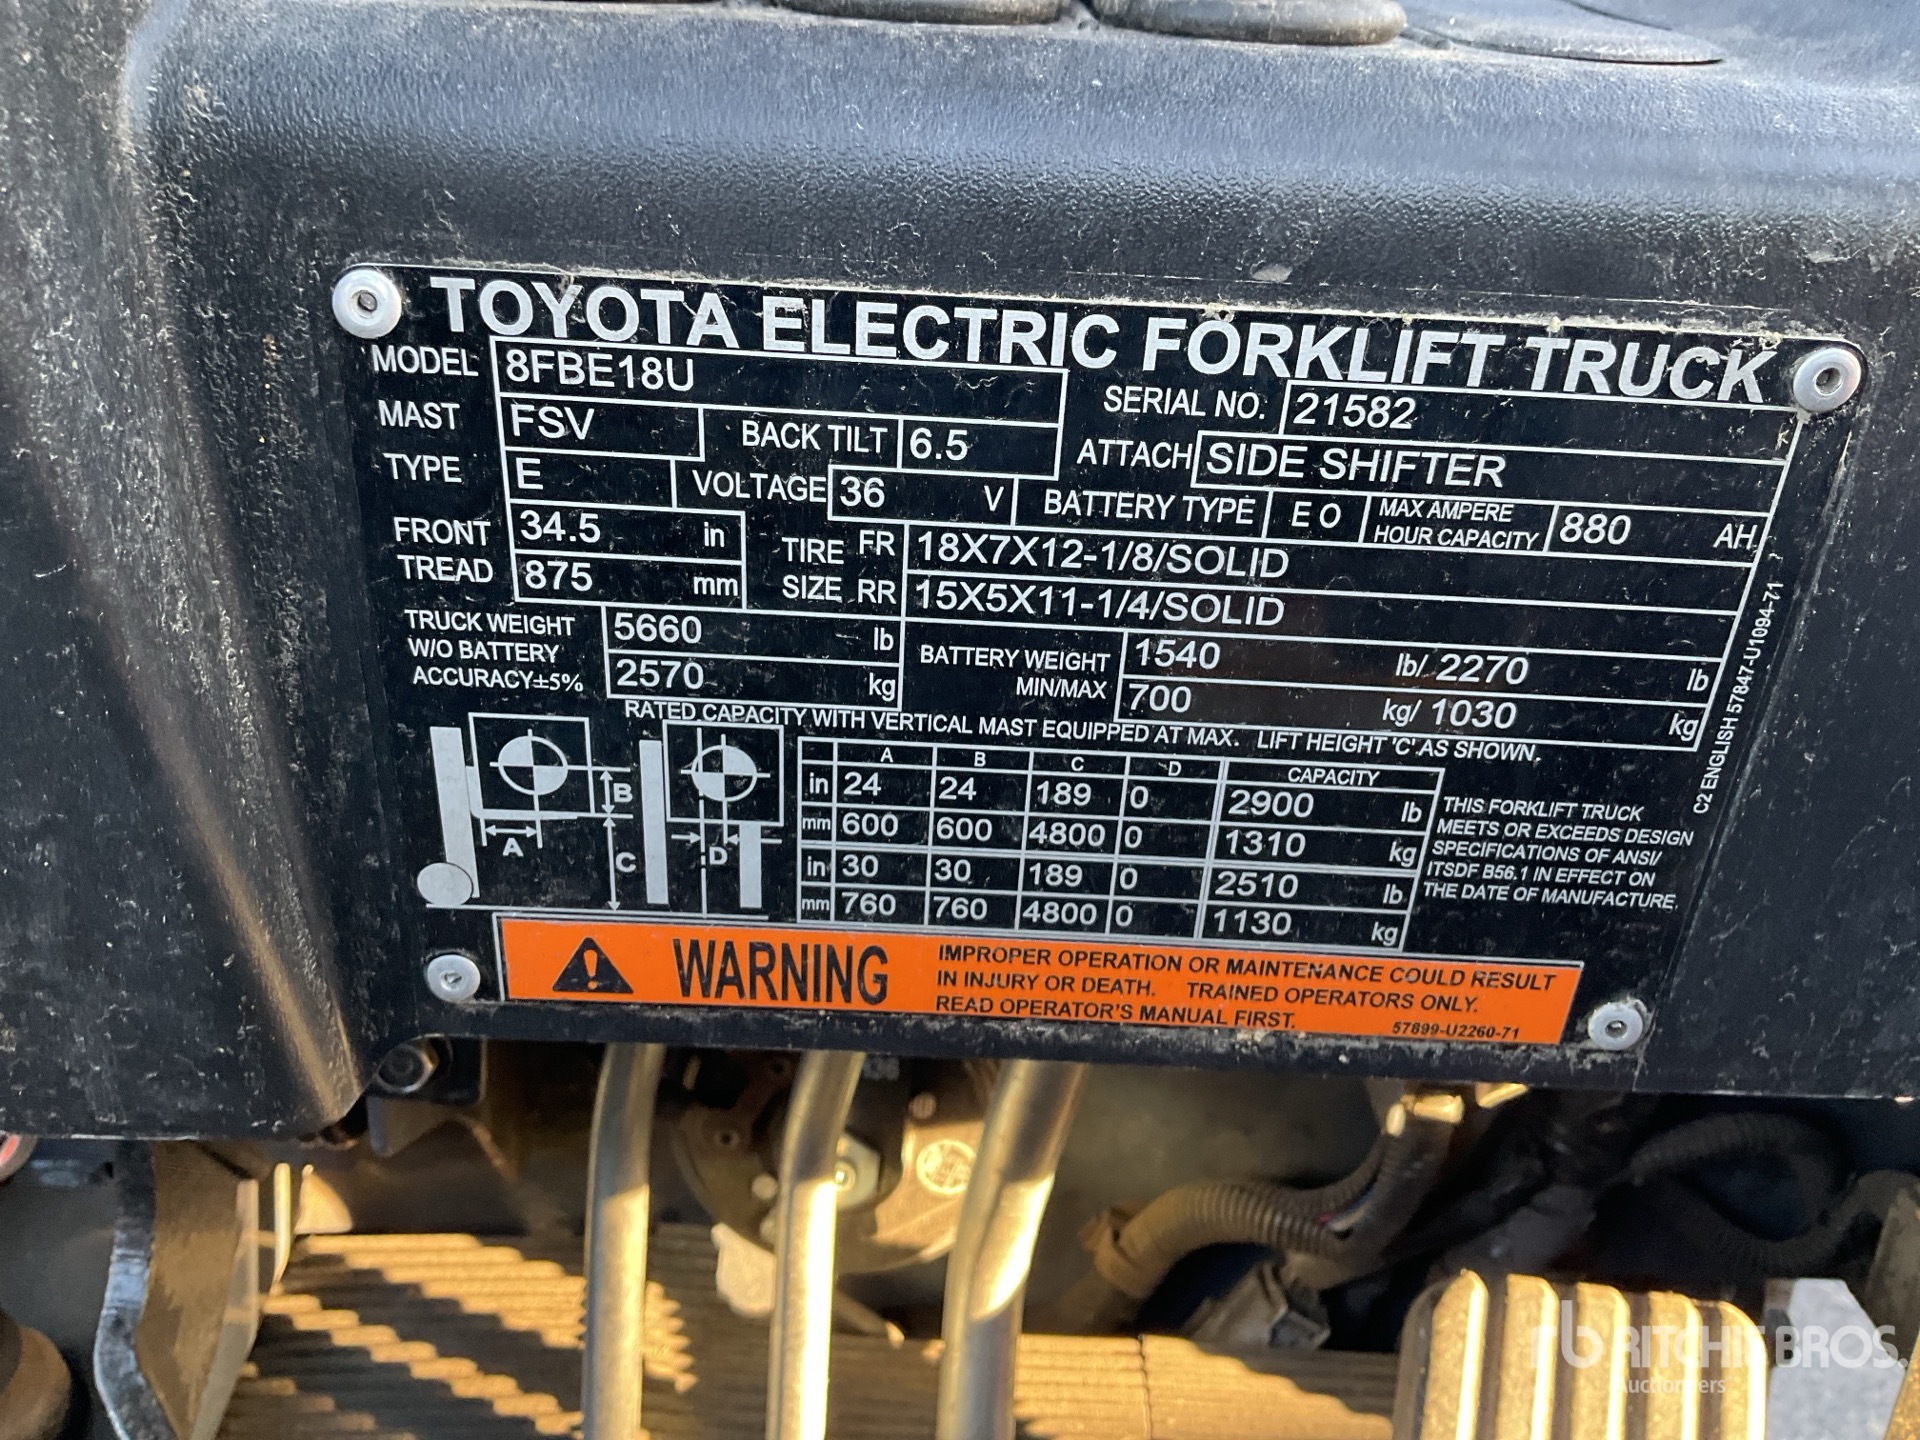 TOYOTA ELECTRIC FORKLIFT TRUCK
MODEL 8FBE18U SERIAL NO. 21582
MAST FSV BACK TILT 6.5 ATTACH SIDE SHIFTER
TYPE E VOLTAGE 36 V BATTERY TYPE E O MAX AMPERE HOUR CAPACITY 880 AH
FRONT TREAD 34.5 in TIRE SIZE FR 18X7X12-1/8/SOLID
875 mm RR 15X5X11-1/4/SOLID
TRUCK WEIGHT W/O BATTERY ACCURACY±5% 5660 lb BATTERY WEIGHT MIN/MAX 1540 lb/ 2270 lb
2570 kg 700 kg/ 1030 kg
RATED CAPACITY WITH VERTICAL MAST EQUIPPED AT MAX. LIFT HEIGHT 'C' AS SHOWN.
A B C D CAPACITY
in 24 24 189 0 2900 lb
mm 600 600 4800 0 1310 kg
in 30 30 189 0 2510 lb
mm 760 760 4800 0 1130 kg
B
A
C
D
THIS FORKLIFT TRUCK
MEETS OR EXCEEDS DESIGN
SPECIFICATIONS OF ANSI/
ITSDF B56.1 IN EFFECT ON
THE DATE OF MANUFACTURE.
C2 ENGLISH 57847-U1094-71
WARNING
IMPROPER OPERATION OR MAINTENANCE COULD RESULT
IN INJURY OR DEATH. TRAINED OPERATORS ONLY.
READ OPERATOR'S MANUAL FIRST.
57899-U2260-71
rb RITCHIE BROS.
Auctioneers